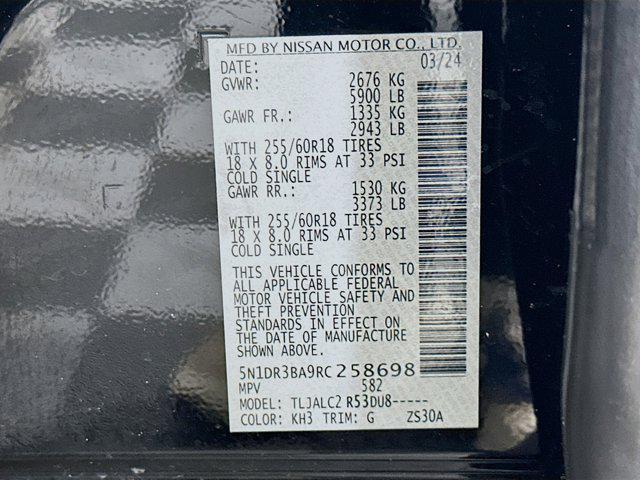 MFD BY NISSAN MOTOR CO., LTD.
DATE: 03/24
GVWR: 2676 KG
5900 LB
GAWR FR.: 1335 KG
2943 LB
WITH 255/60R18 TIRES
18 X 8.0 RIMS AT 33 PSI
COLD SINGLE
GAWR RR.: 1530 KG
3373 LB
WITH 255/60R18 TIRES
18 X 8.0 RIMS AT 33 PSI
COLD SINGLE
THIS VEHICLE CONFORMS TO
ALL APPLICABLE FEDERAL
MOTOR VEHICLE SAFETY AND
THEFT PREVENTION
STANDARDS IN EFFECT ON
THE DATE OF MANUFACTURE
SHOWN ABOVE.
5N1DR3BA9RC258698
MPV 582
MODEL: TLJALC2 R53DU8-----
COLOR: KH3 TRIM: G ZS30A